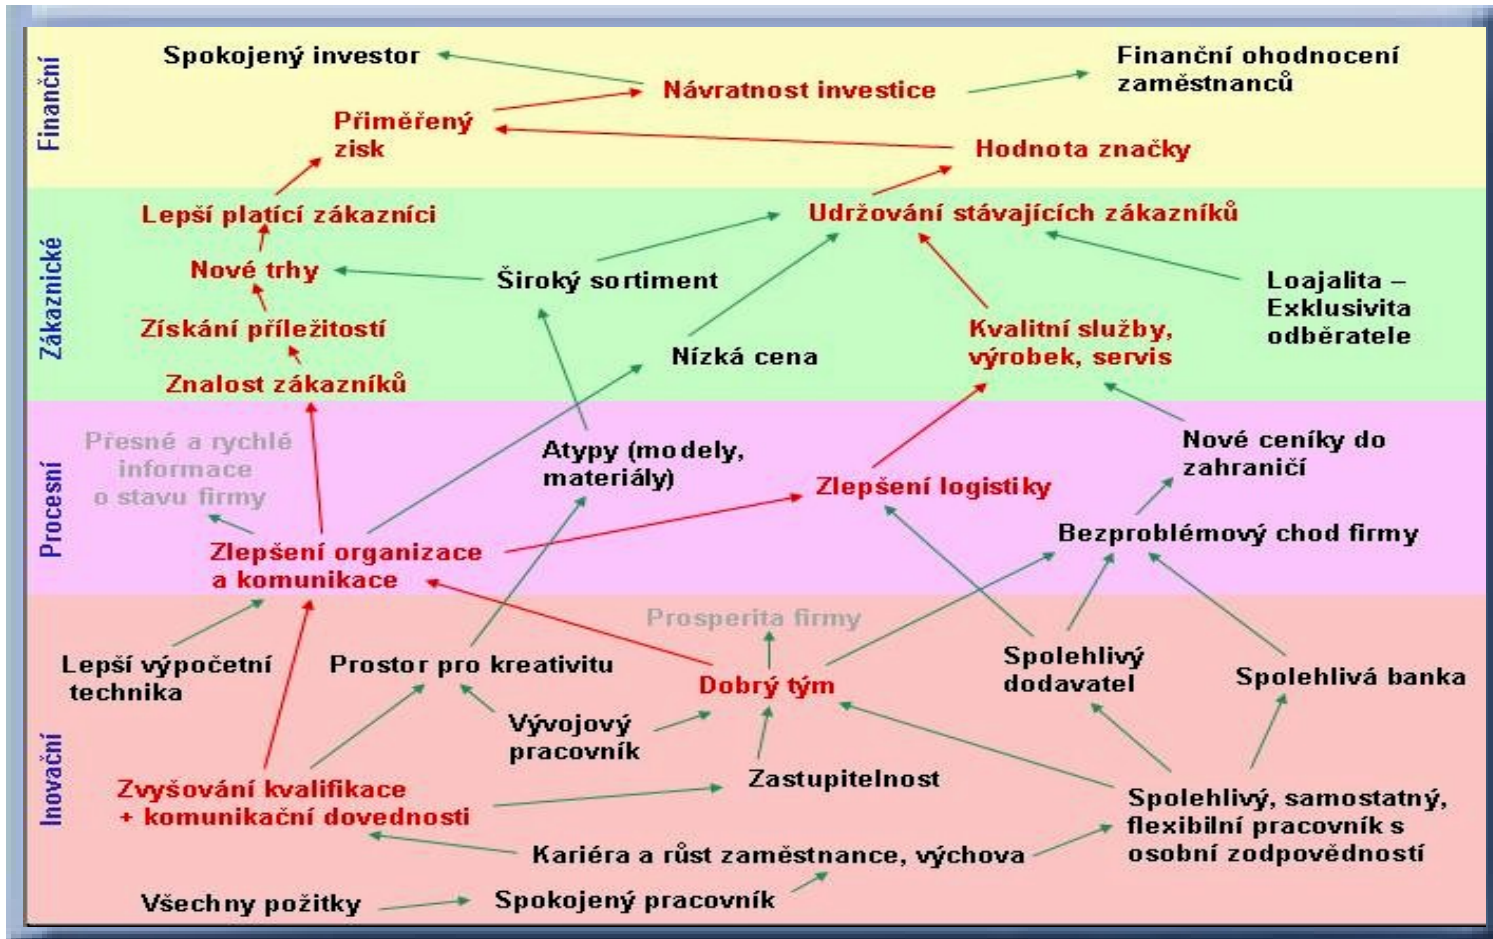 Finanční
Spokojený investor
Finanční ohodnocení
zaměstnanců
Návratnost investice
Přiměřený
zisk
Hodnota značky
Zákaznické
Lepší platící zákazníci
Udržování stávajících zákazníků
Nové trhy
Široký sortiment
Loajalita –
Exklusivita
odběratele
Získání příležitostí
Kvalitní služby,
výrobek, servis
Nízká cena
Znalost zákazníků
Procesní
Přesné a rychlé
informace
o stavu firmy
Atypy (modely,
materiály)
Nové ceníky do
zahraničí
Zlepšení logistiky
Bezproblémový chod firmy
Zlepšení organizace
a komunikace
Inovační
Prosperita firmy
Lepší výpočetní
technika
Prostor pro kreativitu
Dobrý tým
Spolehlivý
dodavatel
Spolehlivá banka
Vývojový
pracovník
Zastupitelnost
Zvyšování kvalifikace
+ komunikační dovednosti
Spolehlivý, samostatný,
flexibilní pracovník s
osobní zodpovědností
Kariéra a růst zaměstnance, výchova
Všechny požitky
Spokojený pracovník